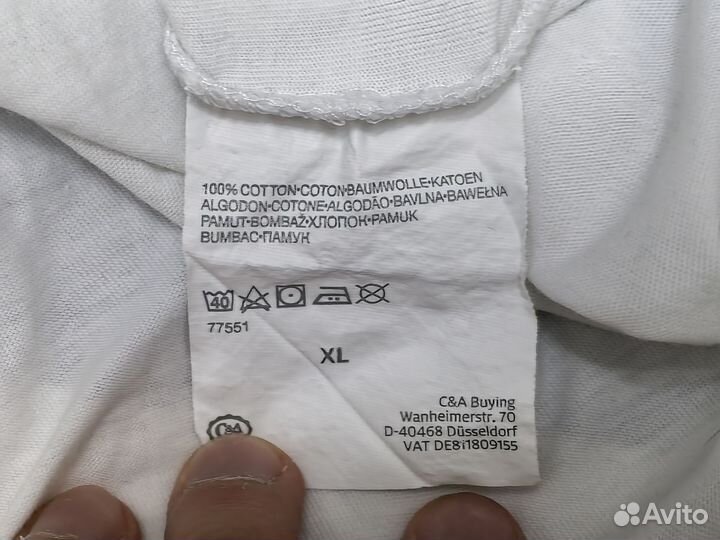 100% COTTON•COTON•BAUMWOLLE•KATOEN
ALGODON•COTONE•ALGODÃO•BAVLNA•BAWEŁNA
PAMUT•BOMBAŽ•ХЛОПОК•PAMUK
BUMBAC•ПАМУК
40
77551
XL
C&A Buying
Wanheimerstr. 70
D-40468 Düsseldorf
VAT DE811809155
C&A
Avito